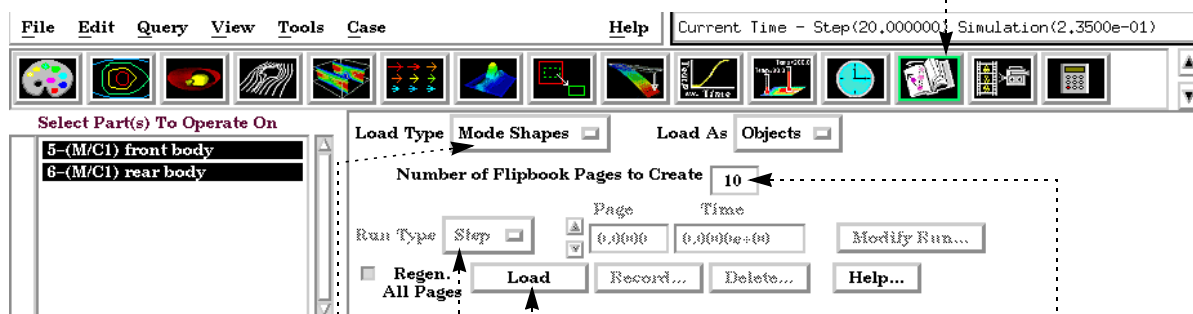 File Edit Query View Tools Case Help Current Time - Step(20.000000) Simulation(2.3500e-01)
Select Part(s) To Operate On
5-(M/C1) front body
6-(M/C1) rear body
Load Type Mode Shapes Load As Objects
Number of Flipbook Pages to Create 10
Page Time
Run Type Step 0.0000 0.0000e+00 Modify Run...
Regen. All Pages Load Record... Delete... Help...